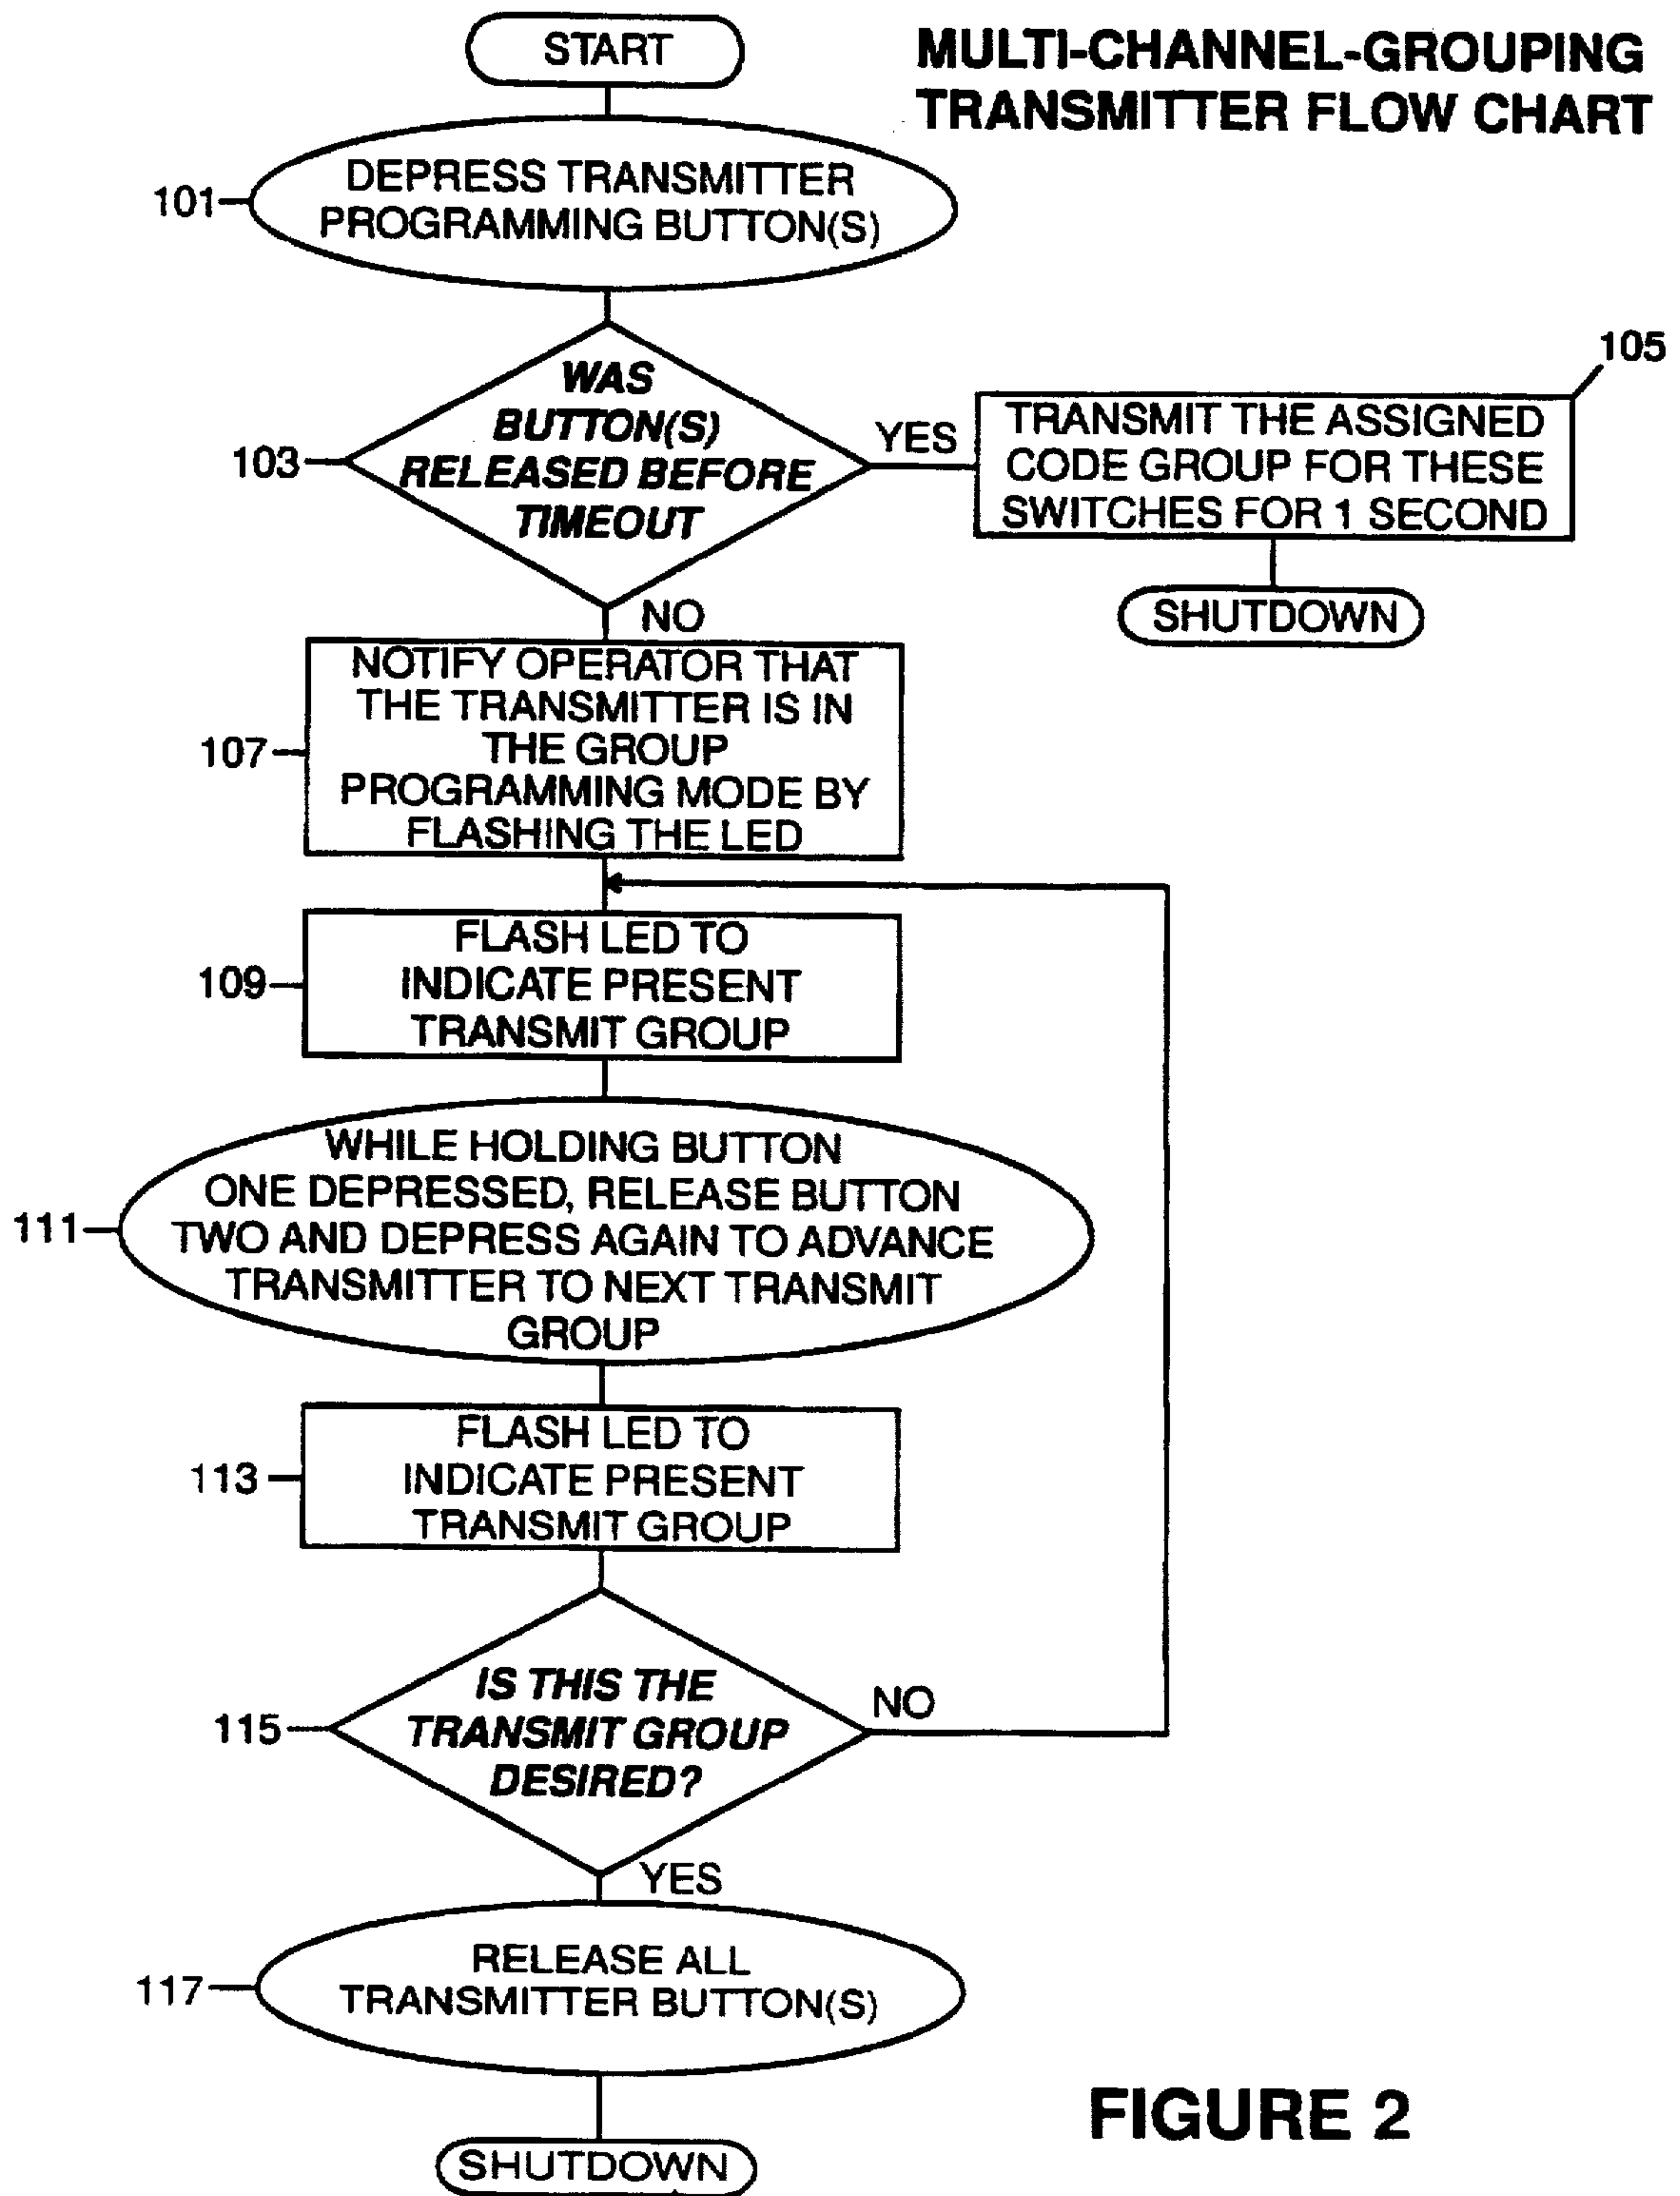 START
MULTI-CHANNEL-GROUPING
TRANSMITTER FLOW CHART
101
DEPRESS TRANSMITTER
PROGRAMMING BUTTON(S)
103
WAS
BUTTON(S)
RELEASED BEFORE
TIMEOUT
YES
105
TRANSMIT THE ASSIGNED
CODE GROUP FOR THESE
SWITCHES FOR 1 SECOND
SHUTDOWN
NO
107
NOTIFY OPERATOR THAT
THE TRANSMITTER IS IN
THE GROUP
PROGRAMMING MODE BY
FLASHING THE LED
109
FLASH LED TO
INDICATE PRESENT
TRANSMIT GROUP
111
WHILE HOLDING BUTTON
ONE DEPRESSED, RELEASE BUTTON
TWO AND DEPRESS AGAIN TO ADVANCE
TRANSMITTER TO NEXT TRANSMIT
GROUP
113
FLASH LED TO
INDICATE PRESENT
TRANSMIT GROUP
115
IS THIS THE
TRANSMIT GROUP
DESIRED?
NO
YES
117
RELEASE ALL
TRANSMITTER BUTTON(S)
SHUTDOWN
FIGURE 2